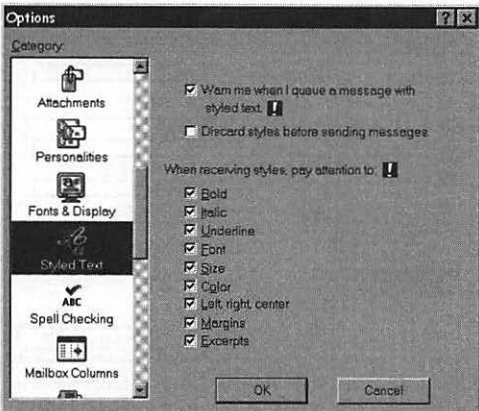 Options
Category:
Attachments
Personalities
Fonts & Display
Styled Text
ABC
Spell Checking
Mailbox Columns
Warn me when I queue a message with
styled text.
Discard styles before sending messages
When receiving styles, pay attention to:
Bold
Italic
Underline
Font
Size
Color
Left, right, center
Margins
Excerpts
OK
Cancel